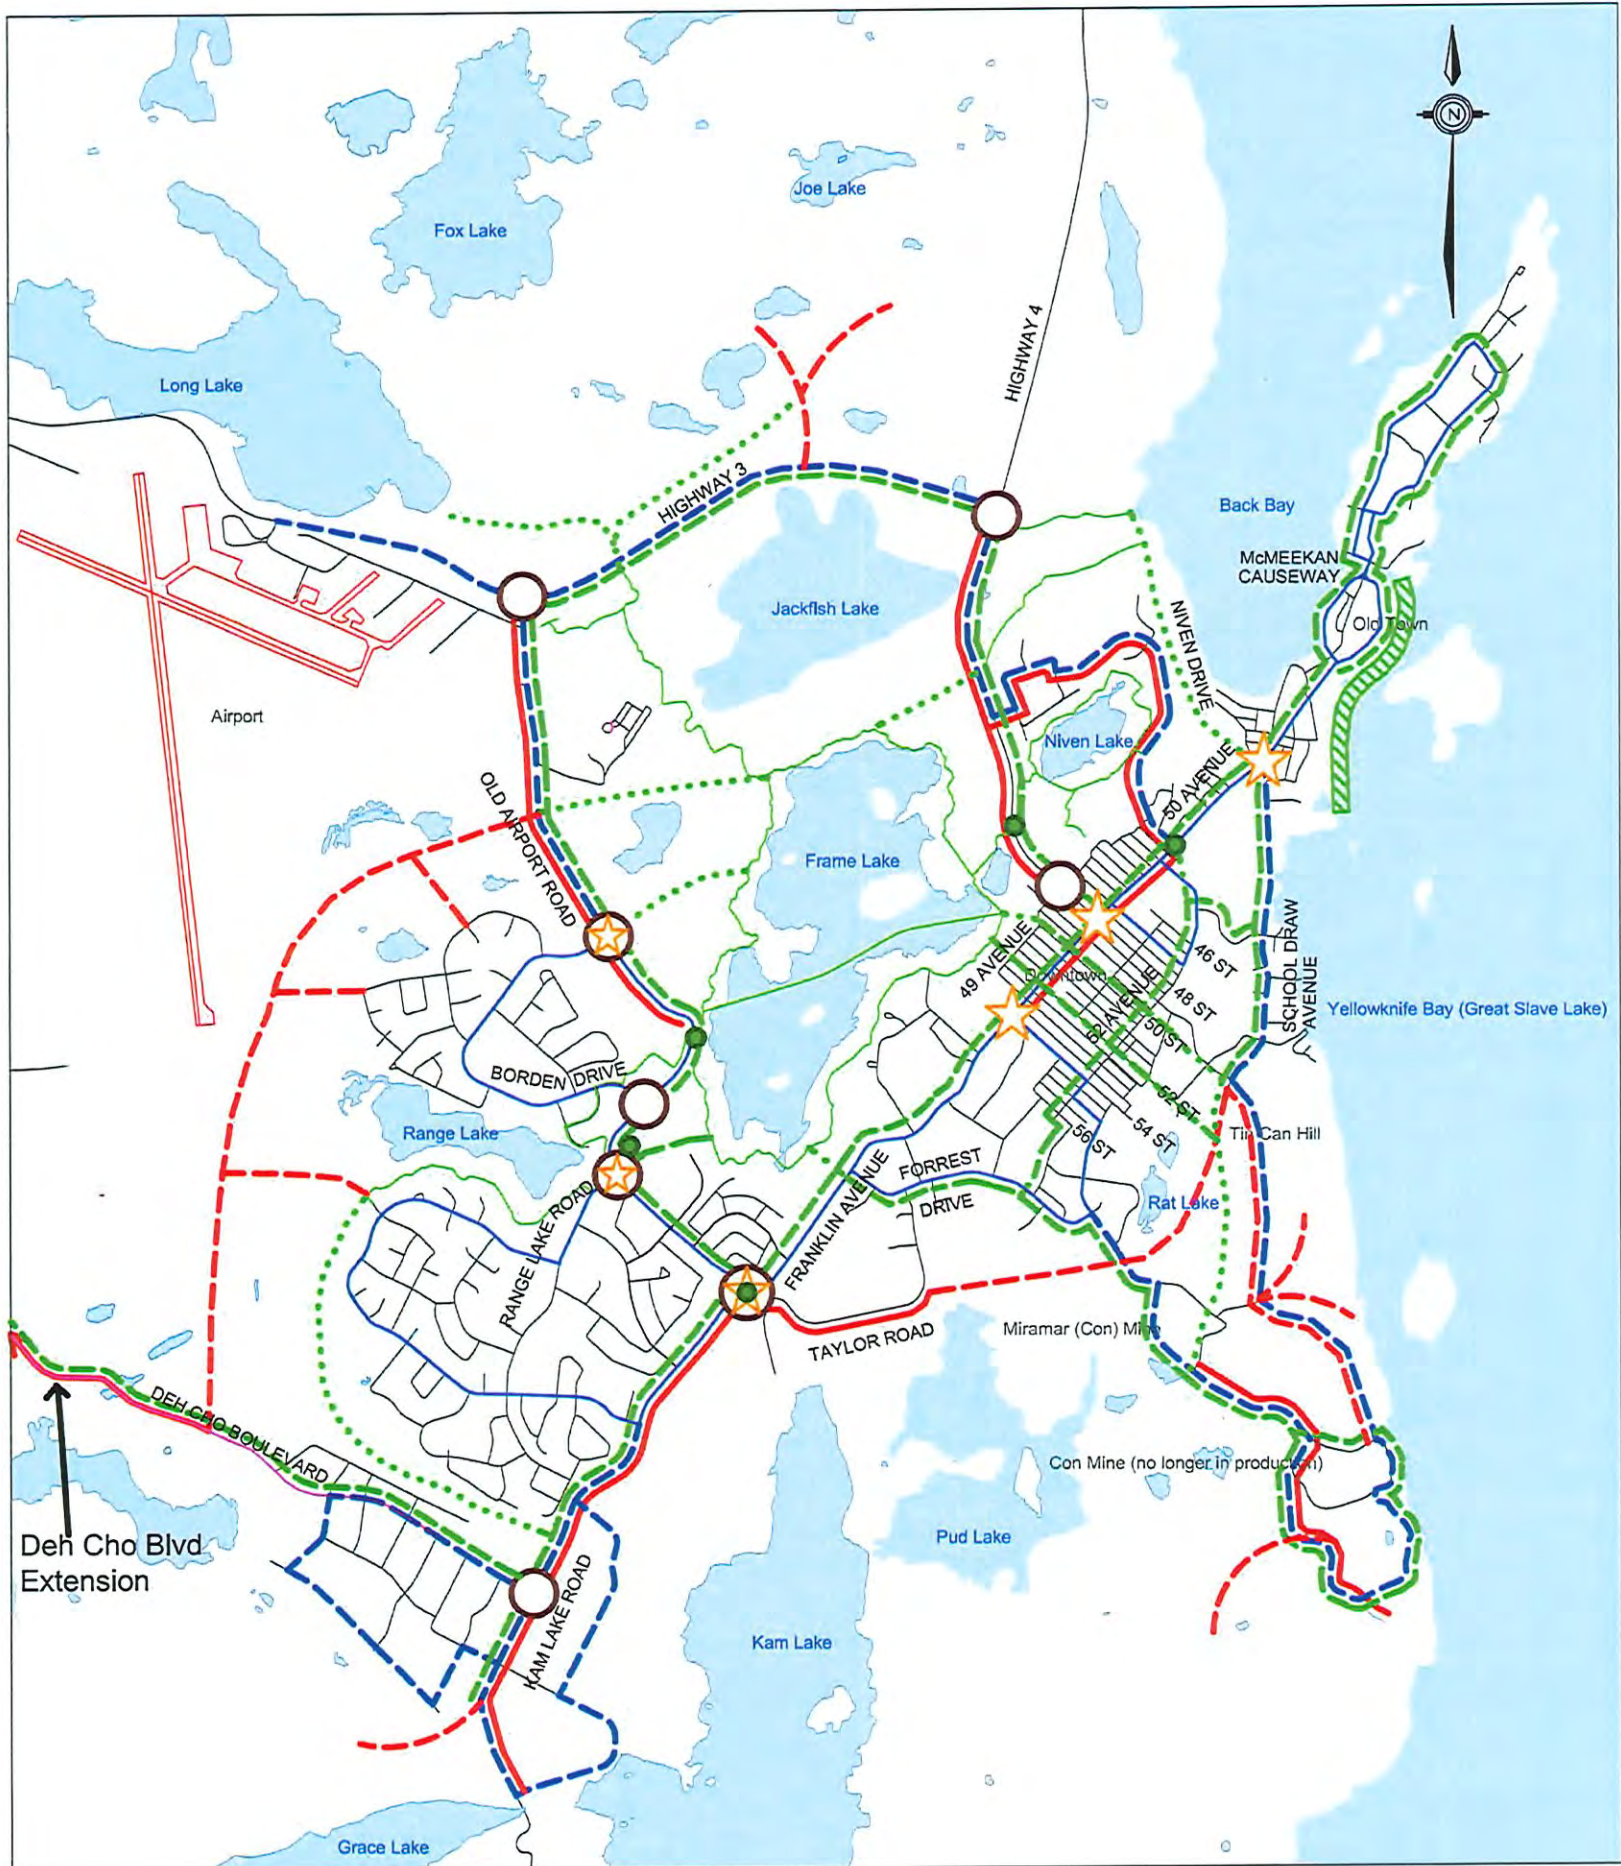 N
Joe Lake
Fox Lake
HIGHWAY 4
Long Lake
HIGHWAY 3
Back Bay
McMEEKAN
CAUSEWAY
Jackfish Lake
Old Town
NIVEN DRIVE
Airport
Niven Lake
50 AVENUE
OLD AIRPORT ROAD
Frame Lake
49 AVENUE
Downtown
46 ST
SCHOOL DRAW
AVENUE
52 AVENUE
48 ST
Yellowknife Bay (Great Slave Lake)
50 ST
BORDEN DRIVE
52 ST
Range Lake
54 ST
Tin Can Hill
56 ST
FORREST
DRIVE
Rat Lake
RANGE LAKE ROAD
FRANKLIN AVENUE
TAYLOR ROAD
Miramar (Con) Mine
DEH CHO BOULEVARD
Con Mine (no longer in production)
Deh Cho Blvd
Extension
Pud Lake
KAM LAKE ROAD
Kam Lake
Grace Lake